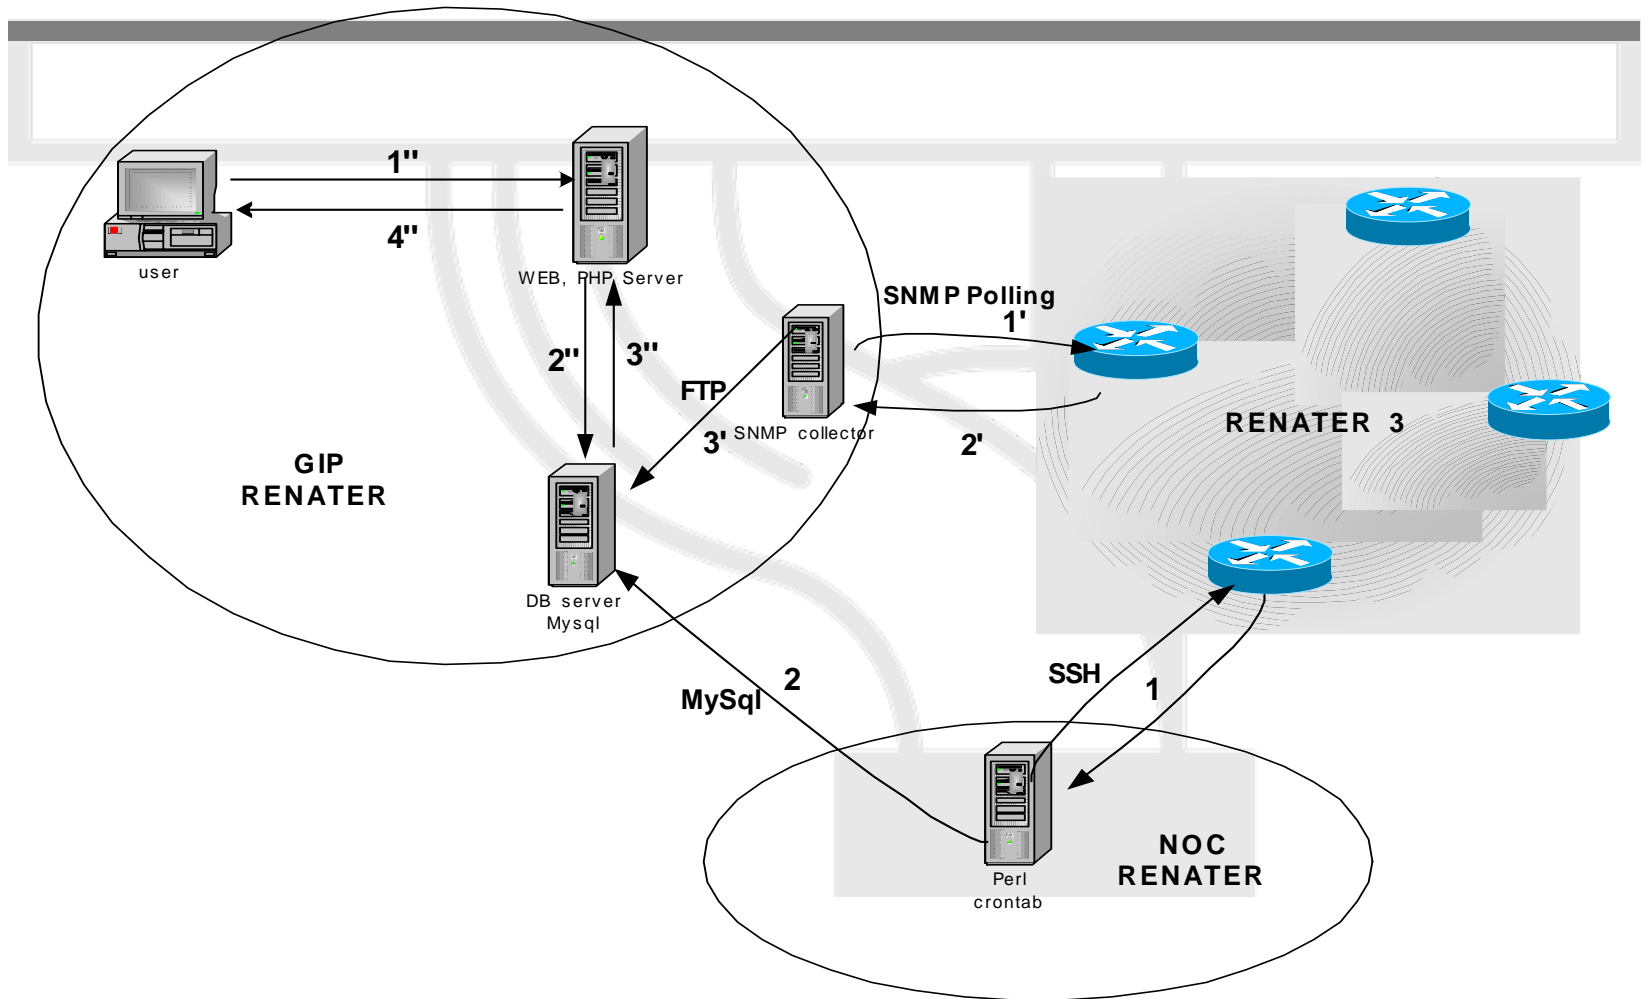 1"
4"
user
WEB, PHP Server
SNMP Polling
1'
2"
3"
FTP
3'
SNMP collector
2'
RENATER 3
GIP
RENATER
DB server
Mysql
2
MySql
SSH
1
NOC
RENATER
Perl
crontab